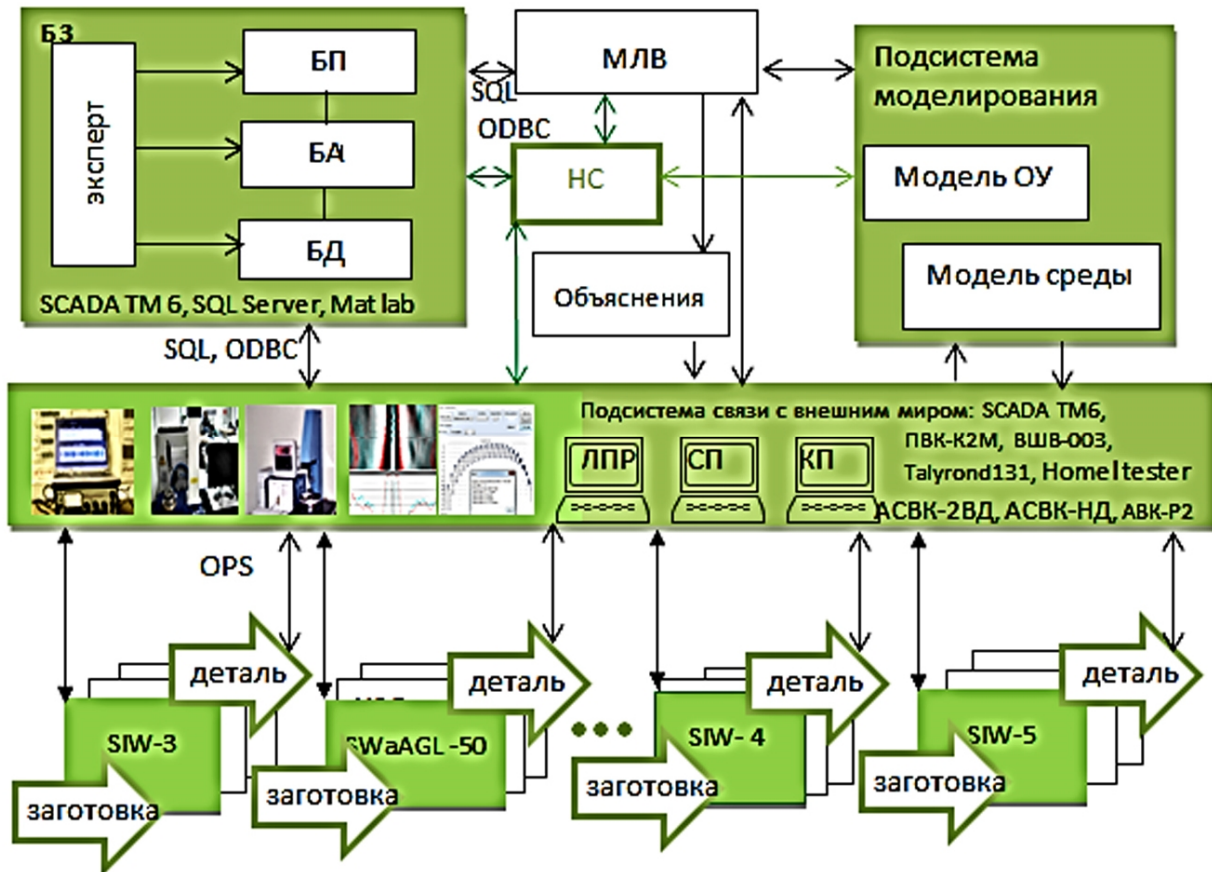 БЗ
эксперт
БП
БА
БД
SCADA TM 6, SQL Server, Mat lab
SQL
ODBC
МЛВ
НС
Объяснения
Подсистема
моделирования
Модель ОУ
Модель среды
SQL, ODBC
Подсистема связи с внешним миром: SCADA TM6,
ПВК-К2М, ВШВ-003,
Talyrond131, Homeltester
АСВК-2ВД, АСВК-НД, АВК-Р2
ЛПР
СП
КП
OPS
деталь
деталь
деталь
деталь
SIW-3
SWaAGL -50
SIW- 4
SIW-5
заготовка
заготовка
заготовка
заготовка